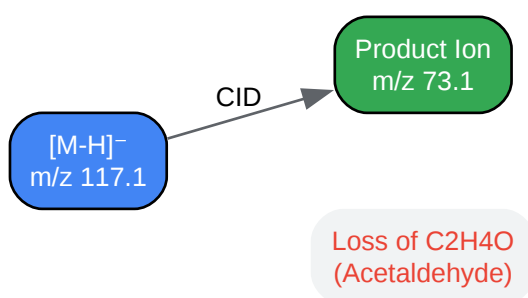 Product Ion
m/z 73.1
CID
[M-H]⁻
m/z 117.1
Loss of C2H4O
(Acetaldehyde)